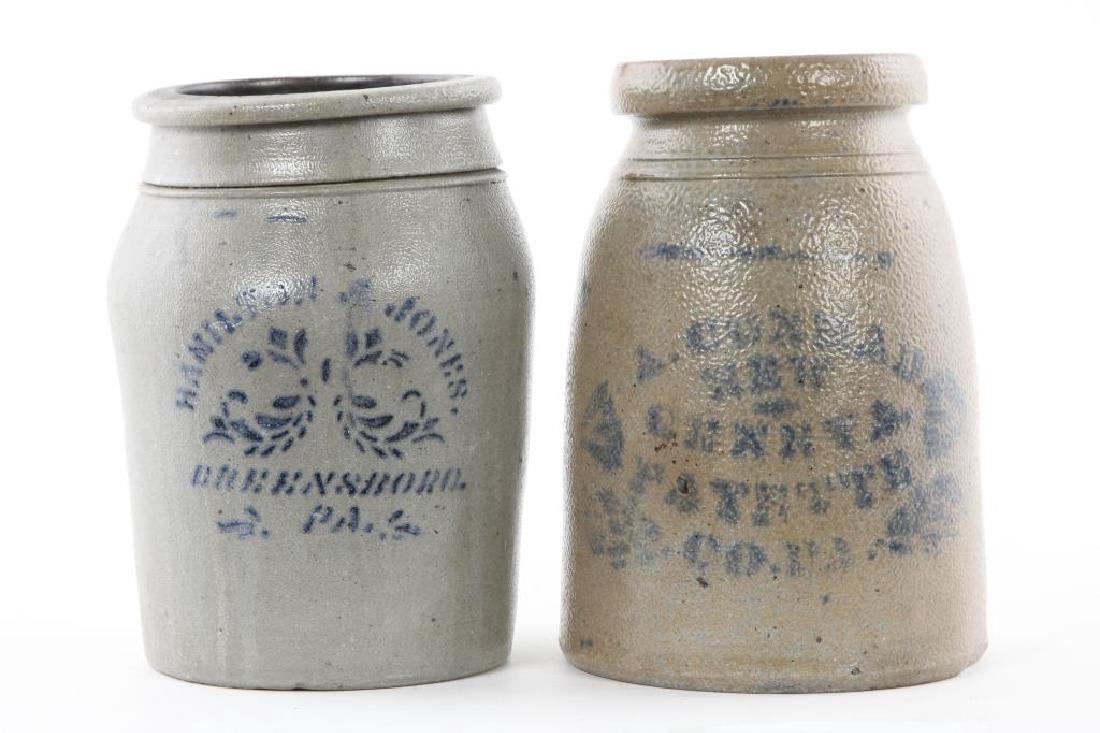 HAMILTON & JONES.
GREENSBORO.
PA.
A. CONRAD
NEW
GENEVA
FAYETTE
CO. PA.